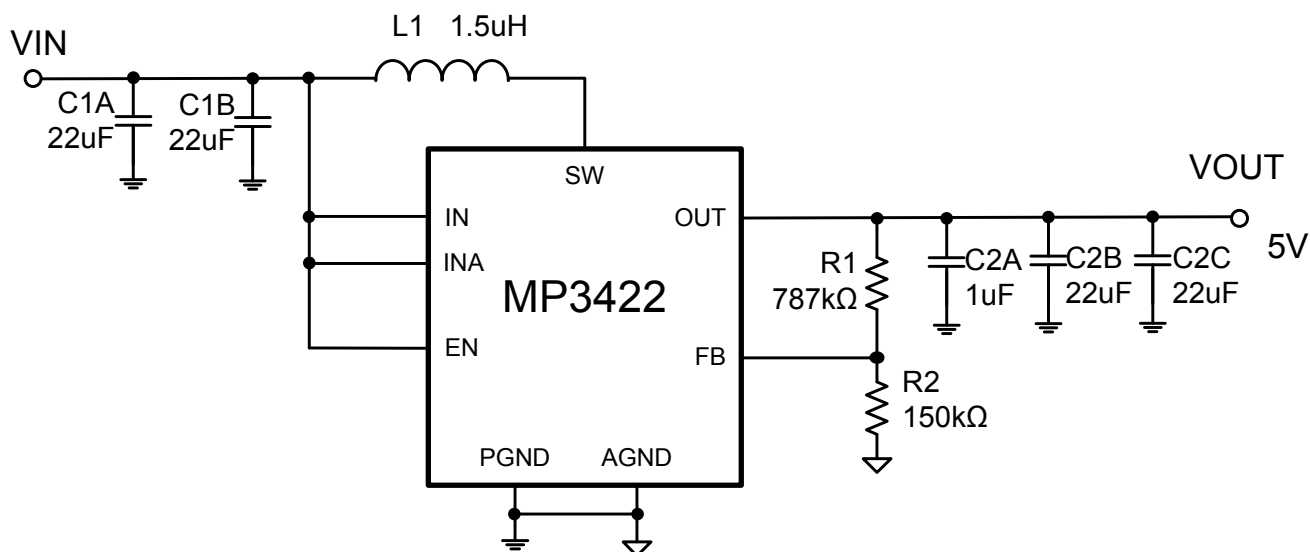 L1 1.5uH
VIN
C1A
22uF
C1B
22uF
SW
VOUT
IN
OUT
INA
5V
R1
787kΩ
C2A
1uF
C2B
22uF
C2C
22uF
MP3422
EN
FB
R2
150kΩ
PGND
AGND